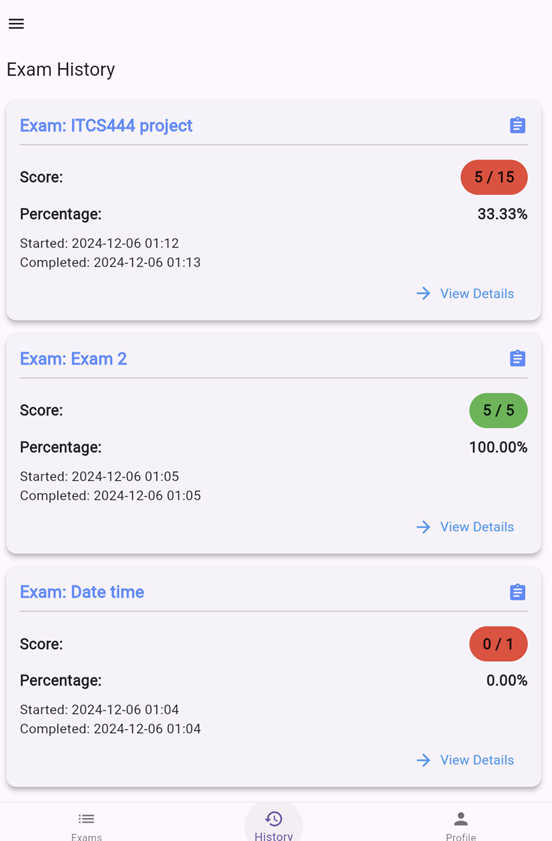 Exam History
Exam: ITCS444 project
Score: 5 / 15
Percentage: 33.33%
Started: 2024-12-06 01:12
Completed: 2024-12-06 01:13
View Details
Exam: Exam 2
Score: 5 / 5
Percentage: 100.00%
Started: 2024-12-06 01:05
Completed: 2024-12-06 01:05
View Details
Exam: Date time
Score: 0 / 1
Percentage: 0.00%
Started: 2024-12-06 01:04
Completed: 2024-12-06 01:04
View Details
Exams History Profile